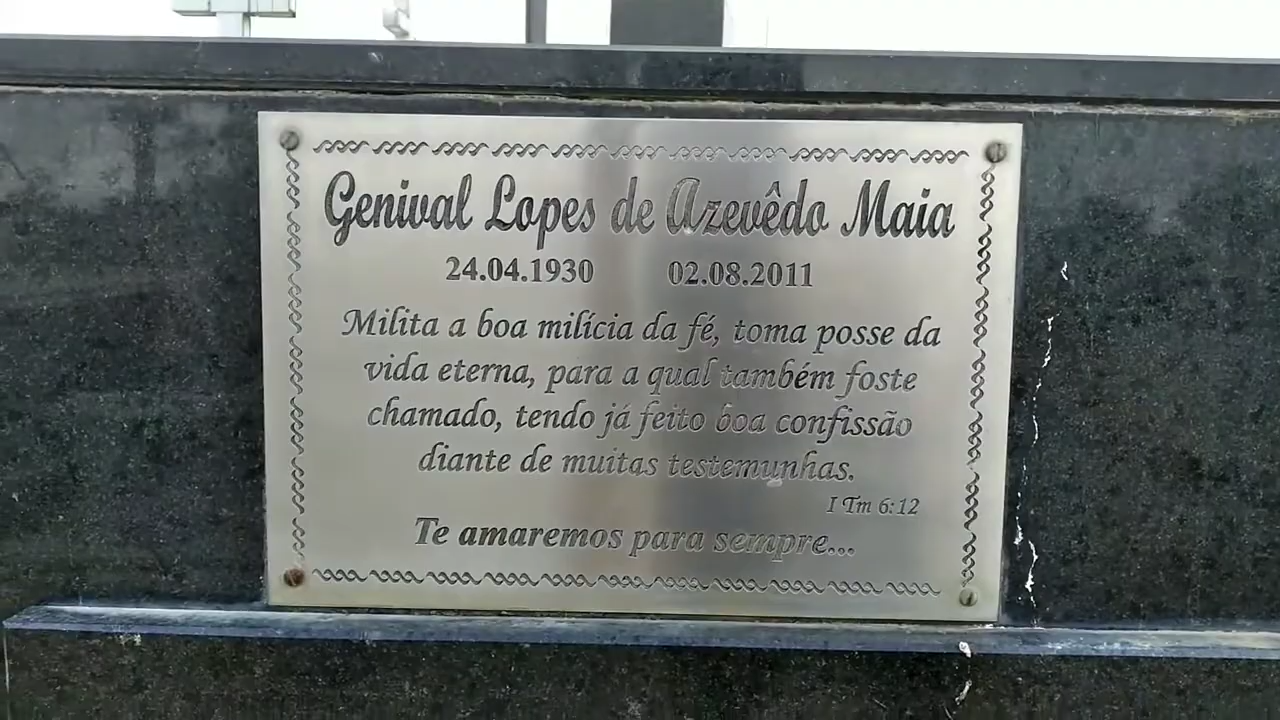 Genival Lopes de Azevêdo Maia
24.04.1930 02.08.2011
Milita a boa milícia da fé, toma posse da
vida eterna, para a qual também foste
chamado, tendo já feito boa confissão
diante de muitas testemunhas.
I Tm 6:12
Te amaremos para sempre...